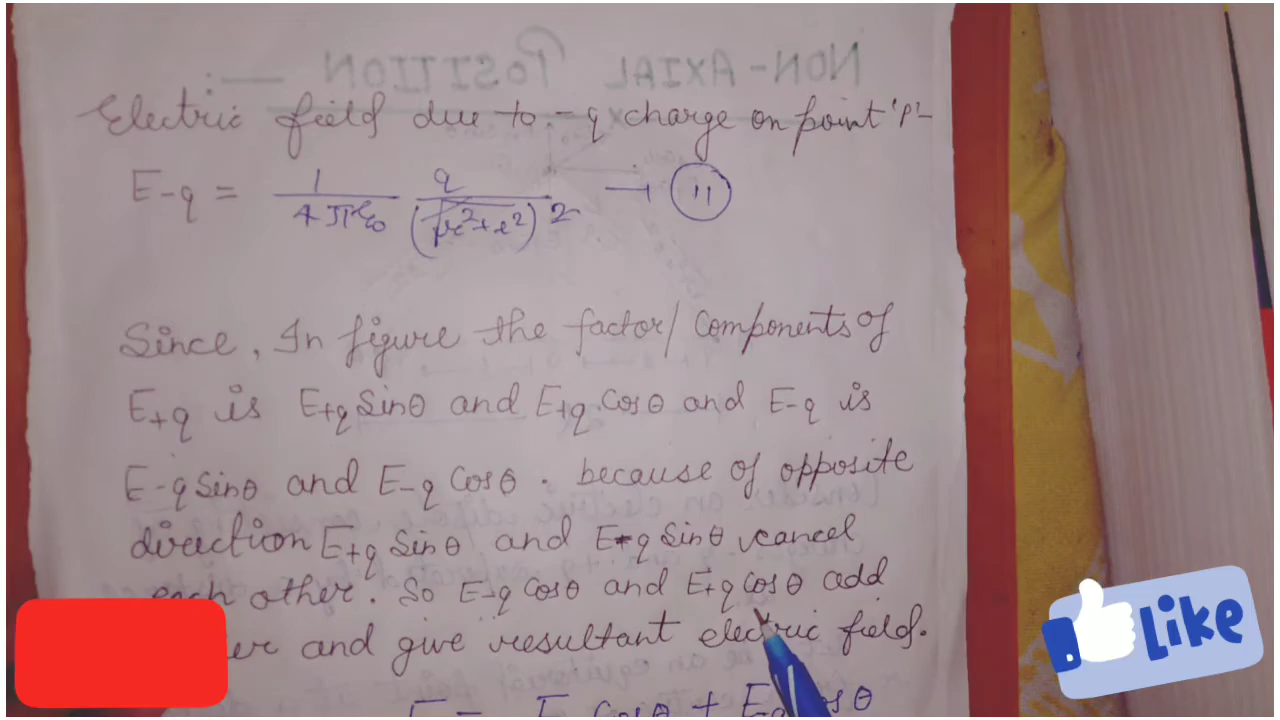 Electric field due to -q charge on point 'P'-
E-q = 1/4πε₀ q/(√r²+l²)² → (11)
Since, In figure the factor/components of
E+q is E+q Sinθ and E+q Cosθ and E-q is
E-q Sinθ and E-q Cosθ. because of opposite
direction E+q Sinθ and E-q Sinθ cancel
each other. So E-q Cosθ and E+q Cosθ add
and give resultant electric field.
Cosθ +
NON-AXIAL POSITION
Like